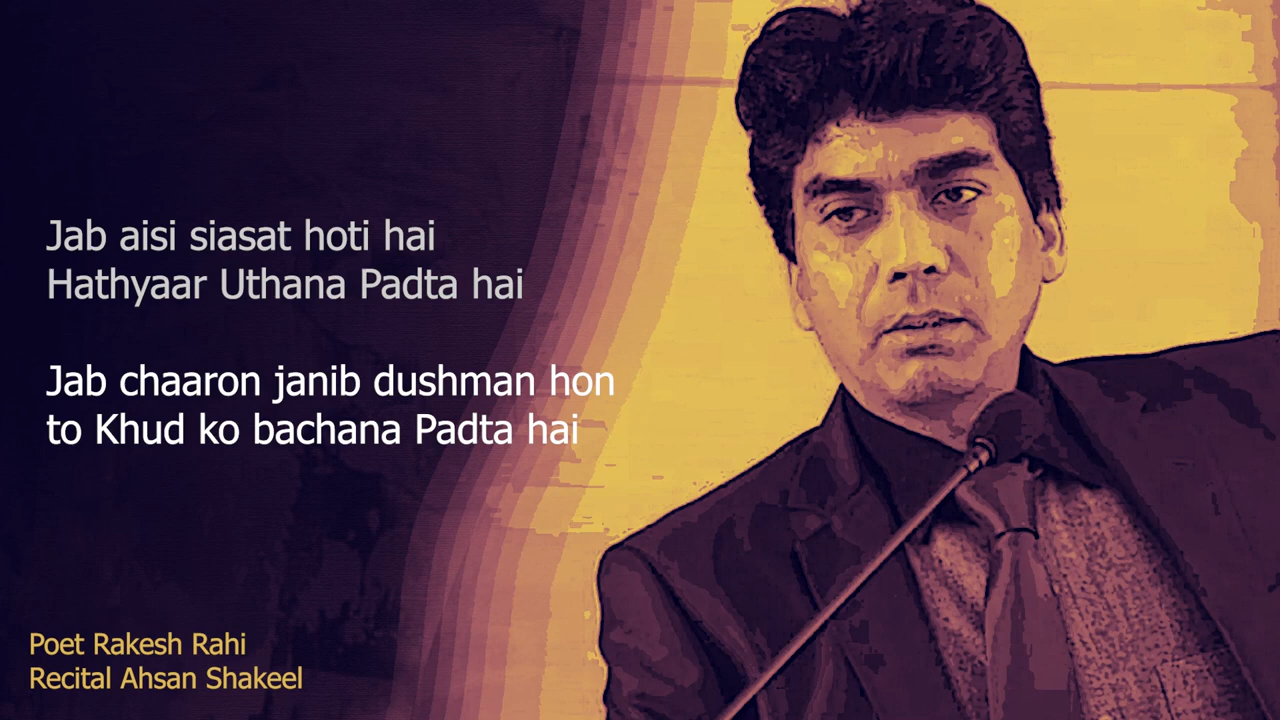 Jab aisi siasat hoti hai
Hathyaar Uthana Padta hai
Jab chaaron janib dushman hon
to Khud ko bachana Padta hai
Poet Rakesh Rahi
Recital Ahsan Shakeel